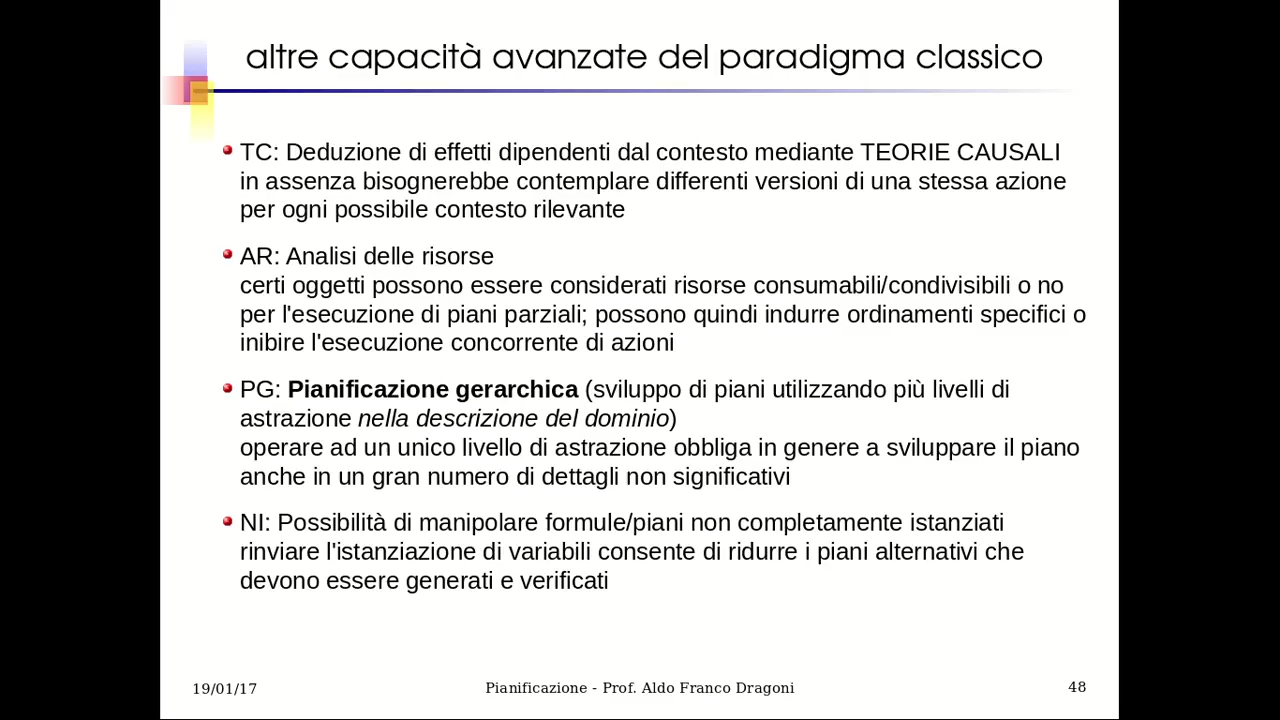 altre capacità avanzate del paradigma classico
TC: Deduzione di effetti dipendenti dal contesto mediante TEORIE CAUSALI
in assenza bisognerebbe contemplare differenti versioni di una stessa azione
per ogni possibile contesto rilevante
AR: Analisi delle risorse
certi oggetti possono essere considerati risorse consumabili/condivisibili o no
per l'esecuzione di piani parziali; possono quindi indurre ordinamenti specifici o
inibire l'esecuzione concorrente di azioni
PG: Pianificazione gerarchica (sviluppo di piani utilizzando più livelli di
astrazione nella descrizione del dominio)
operare ad un unico livello di astrazione obbliga in genere a sviluppare il piano
anche in un gran numero di dettagli non significativi
NI: Possibilità di manipolare formule/piani non completamente istanziati
rinviare l'istanziazione di variabili consente di ridurre i piani alternativi che
devono essere generati e verificati
19/01/17
Pianificazione - Prof. Aldo Franco Dragoni
48